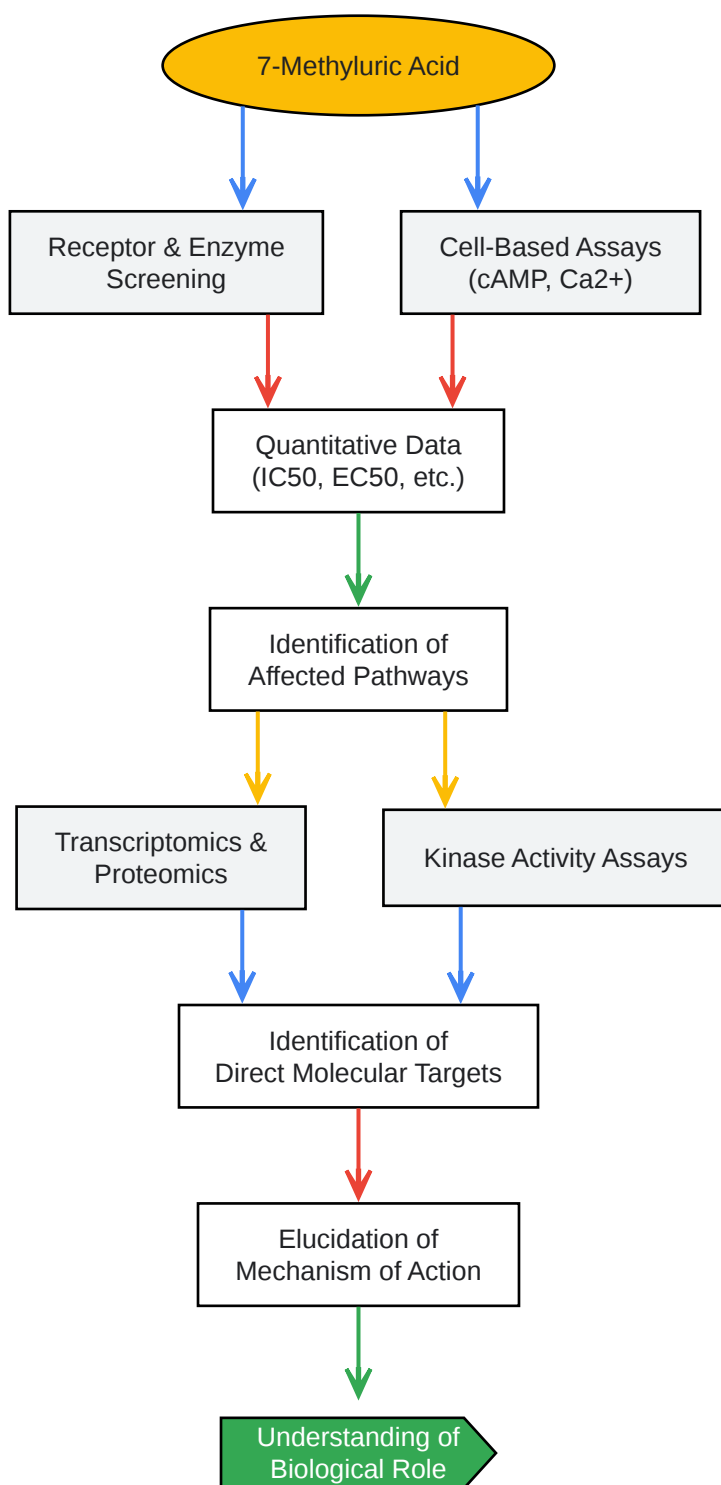 7-Methyluric Acid
Receptor & Enzyme
Screening
Cell-Based Assays
(cAMP, Ca2+)
Quantitative Data
(IC50, EC50, etc.)
Identification of
Affected Pathways
Transcriptomics &
Proteomics
Kinase Activity Assays
Identification of
Direct Molecular Targets
Elucidation of
Mechanism of Action
Understanding of
Biological Role